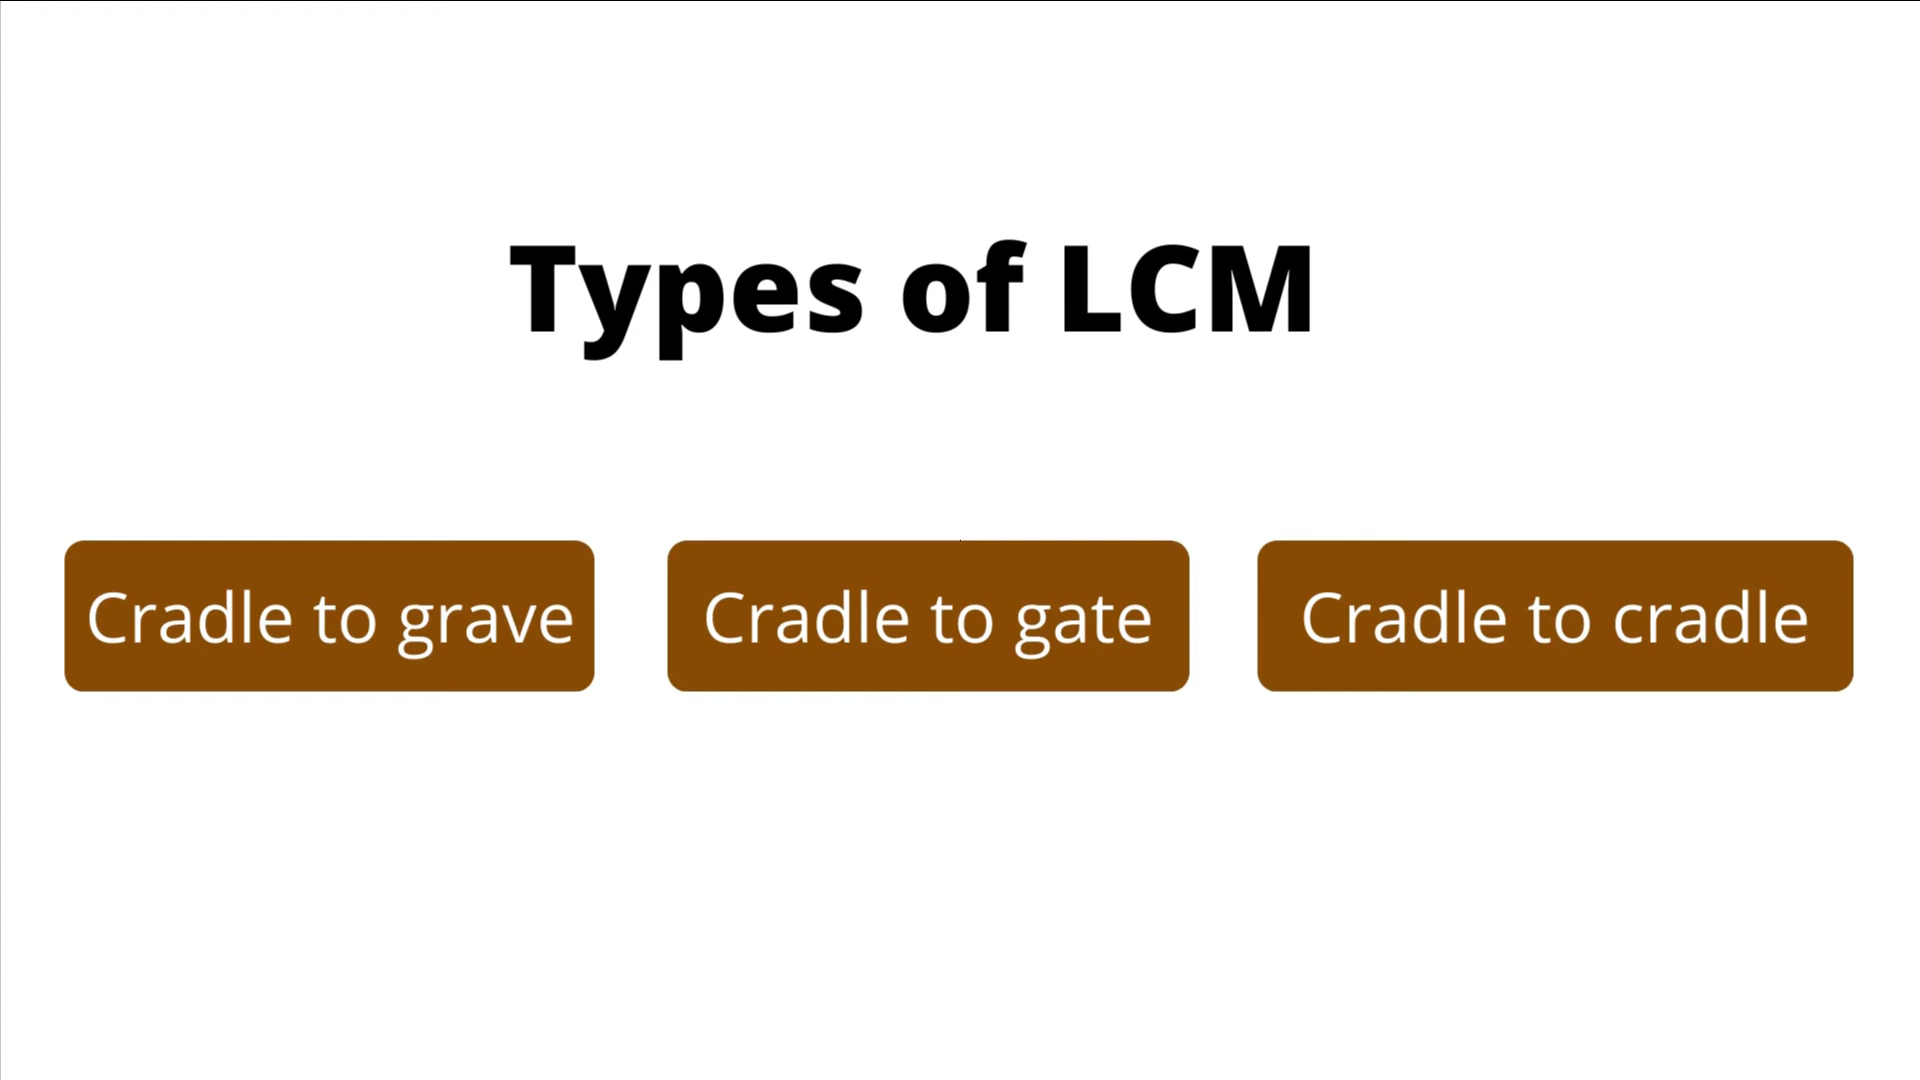 Types of LCM
Cradle to grave
Cradle to gate
Cradle to cradle